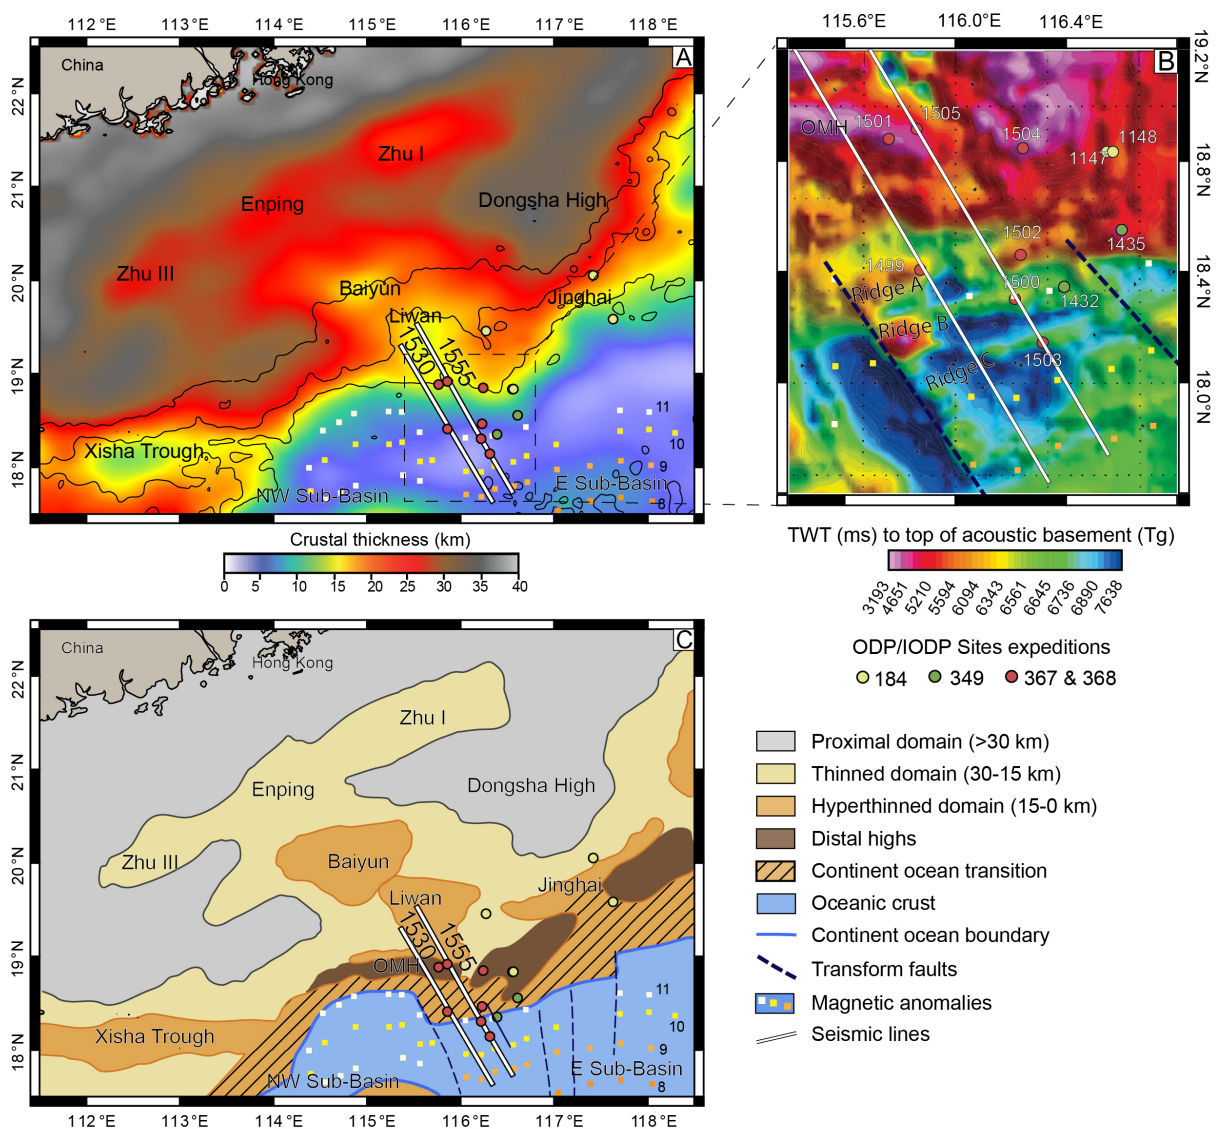 112 °E 113 °E 114 °E 115 °E 116 °E 117 °E 118 °E
A
China
Hong Kong
22°N
21°N
20°N
19°N
18°N
Zhu I
Enping
Dongsha High
Zhu III
Baiyun
Jinghai
Liwan
1530
1555
Xisha Trough
NW Sub-Basin
E Sub-Basin
11
10
9
8
Crustal thickness (km)
0 5 10 15 20 25 30 35 40
115.6°E 116.0°E 116.4°E
B
19.2°N
18.8°N
18.4°N
18.0°N
OMH
1501
1505
1504
1148
1147
1502
1435
1499
1500
1432
Ridge A
Ridge B
1503
Ridge C
TWT (ms) to top of acoustic basement (Tg)
3193 4651 5210 5594 6094 6343 6561 6645 6736 6890 7638
ODP/IODP Sites expeditions
184 349 367 & 368
C
China
Hong Kong
22°N
21°N
20°N
19°N
18°N
Zhu I
Enping
Dongsha High
Zhu III
Baiyun
Jinghai
Liwan
1530
1555
OMH
Xisha Trough
NW Sub-Basin
E Sub-Basin
11
10
9
8
112 °E 113 °E 114 °E 115 °E 116 °E 117 °E 118 °E
Proximal domain (>30 km)
Thinned domain (30-15 km)
Hyperthinned domain (15-0 km)
Distal highs
Continent ocean transition
Oceanic crust
Continent ocean boundary
Transform faults
Magnetic anomalies
Seismic lines